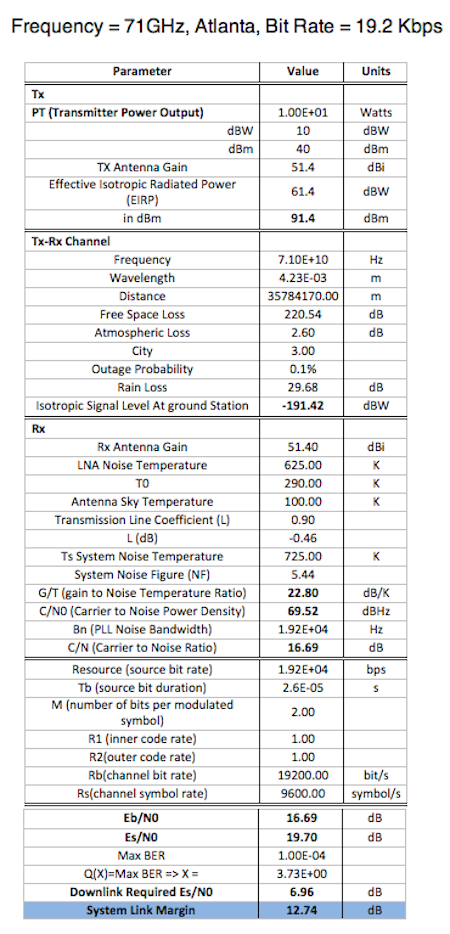 Frequency = 71GHz, Atlanta, Bit Rate = 19.2 Kbps
Parameter Value Units
Tx
PT (Transmitter Power Output) 1.00E+01 Watts
dBW 10 dBW
dBm 40 dBm
TX Antenna Gain 51.4 dBi
Effective Isotropic Radiated Power
(EIRP) 61.4 dBW
in dBm 91.4 dBm
Tx-Rx Channel
Frequency 7.10E+10 Hz
Wavelength 4.23E-03 m
Distance 35784170.00 m
Free Space Loss 220.54 dB
Atmospheric Loss 2.60 dB
City 3.00
Outage Probability 0.1%
Rain Loss 29.68 dB
Isotropic Signal Level At ground Station -191.42 dBW
Rx
Rx Antenna Gain 51.40 dBi
LNA Noise Temperature 625.00 K
T0 290.00 K
Antenna Sky Temperature 100.00 K
Transmission Line Coefficient (L) 0.90
L (dB) -0.46
Ts System Noise Temperature 725.00 K
System Noise Figure (NF) 5.44
G/T (gain to Noise Temperature Ratio) 22.80 dB/K
C/N0 (Carrier to Noise Power Density) 69.52 dBHz
Bn (PLL Noise Bandwidth) 1.92E+04 Hz
C/N (Carrier to Noise Ratio) 16.69 dB
Resource (source bit rate) 1.92E+04 bps
Tb (source bit duration) 2.6E-05 s
M (number of bits per modulated
symbol) 2.00
R1 (inner code rate) 1.00
R2(outer code rate) 1.00
Rb(channel bit rate) 19200.00 bit/s
Rs(channel symbol rate) 9600.00 symbol/s
Eb/N0 16.69 dB
Es/N0 19.70 dB
Max BER 1.00E-04
Q(X)=Max BER => X = 3.73E+00
Downlink Required Es/N0 6.96 dB
System Link Margin 12.74 dB